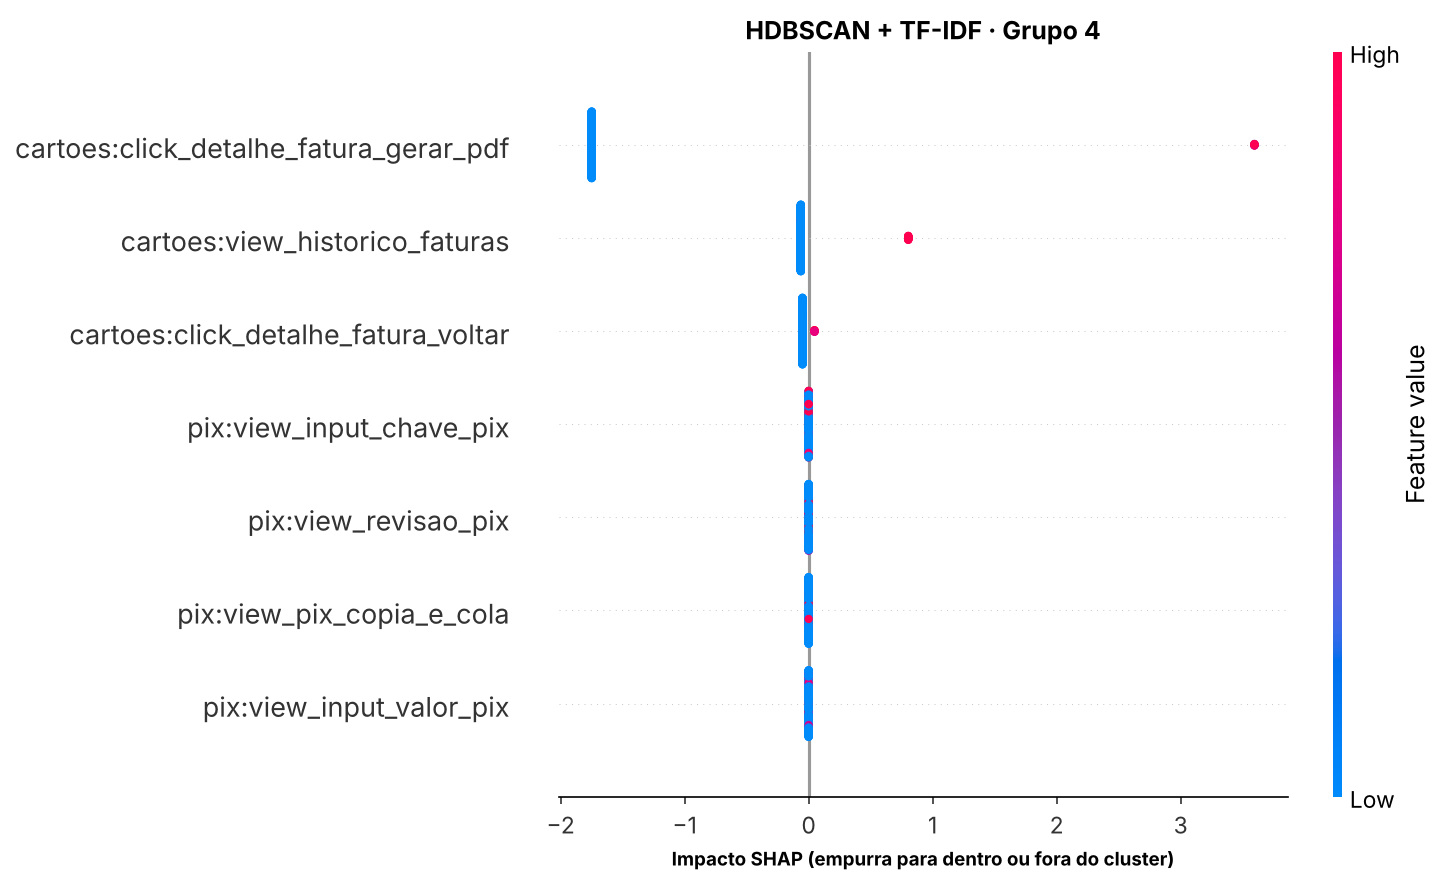 HDBSCAN + TF-IDF · Grupo 4
High
cartoes:click_detalhe_fatura_gerar_pdf
cartoes:view_historico_faturas
cartoes:click_detalhe_fatura_voltar
pix:view_input_chave_pix
pix:view_revisao_pix
pix:view_pix_copia_e_cola
pix:view_input_valor_pix
Feature value
Low
−2 −1 0 1 2 3
Impacto SHAP (empurra para dentro ou fora do cluster)